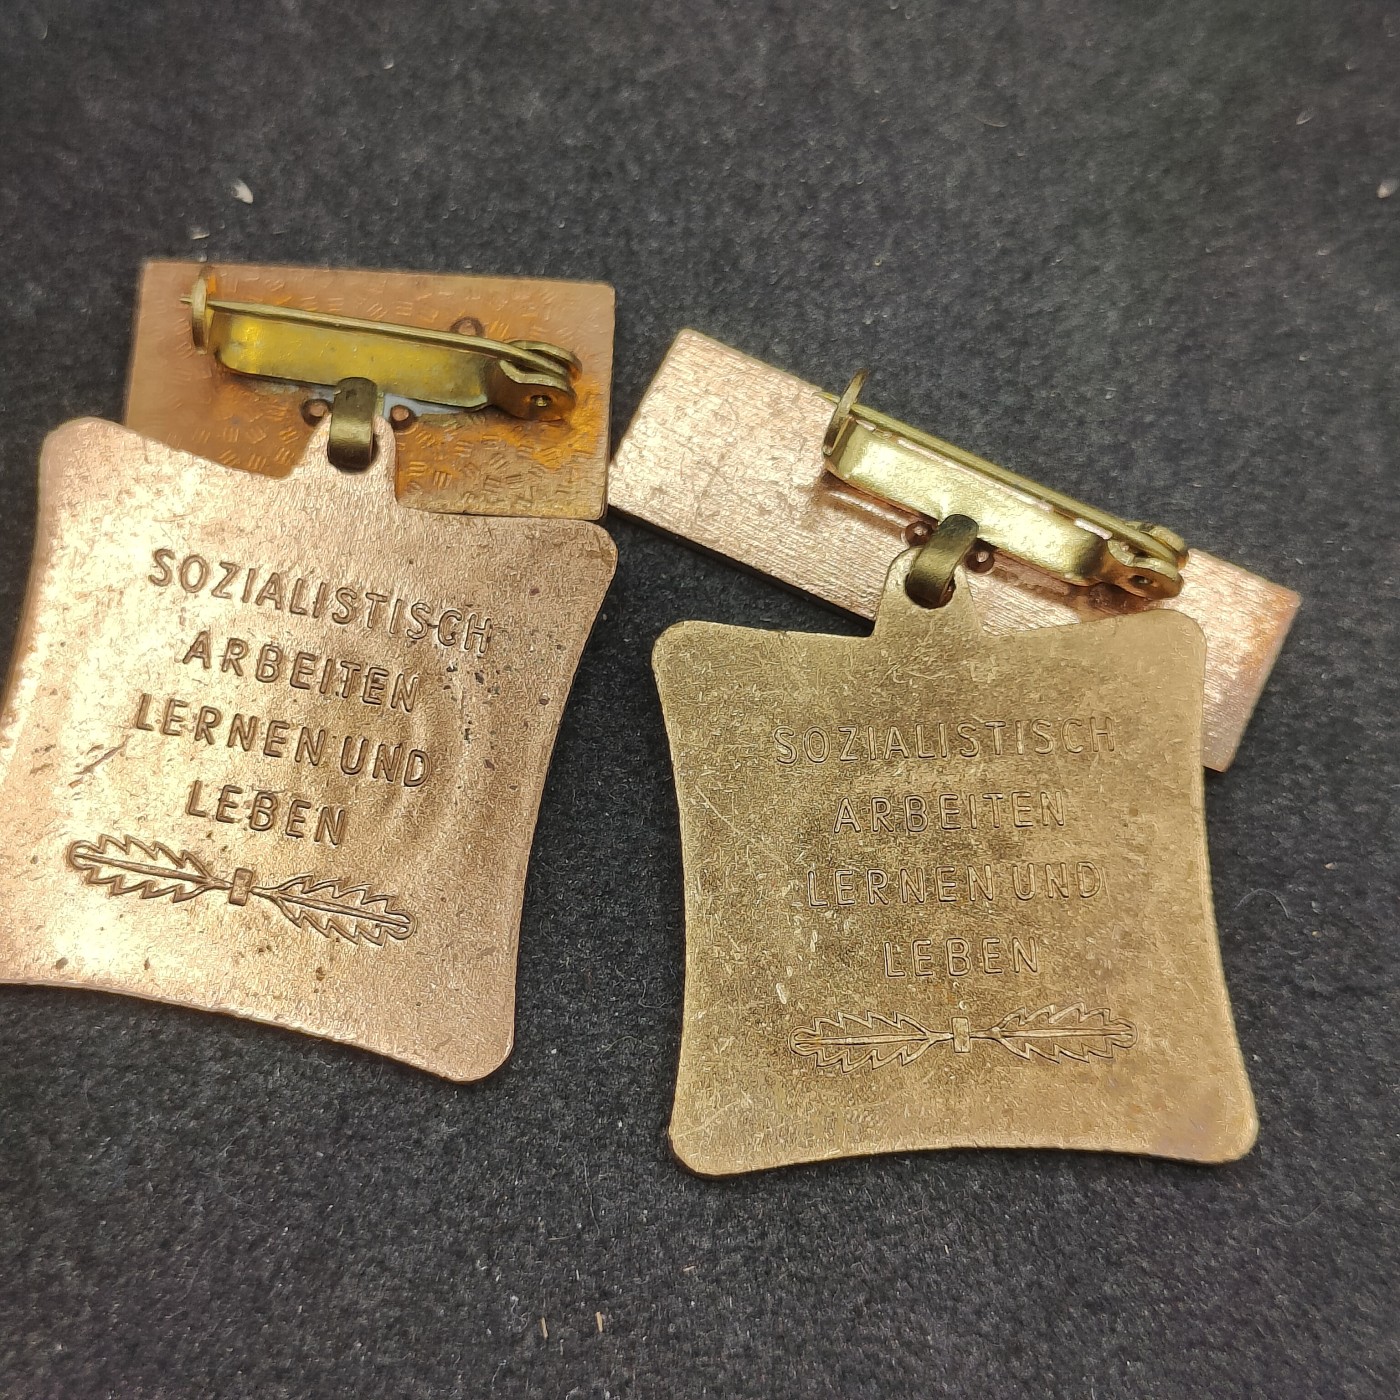 SOZIALISTISCH
ARBEITEN
LERNEN UND
LEBEN
SOZIALISTISCH
ARBEITEN
LERNEN UND
LEBEN